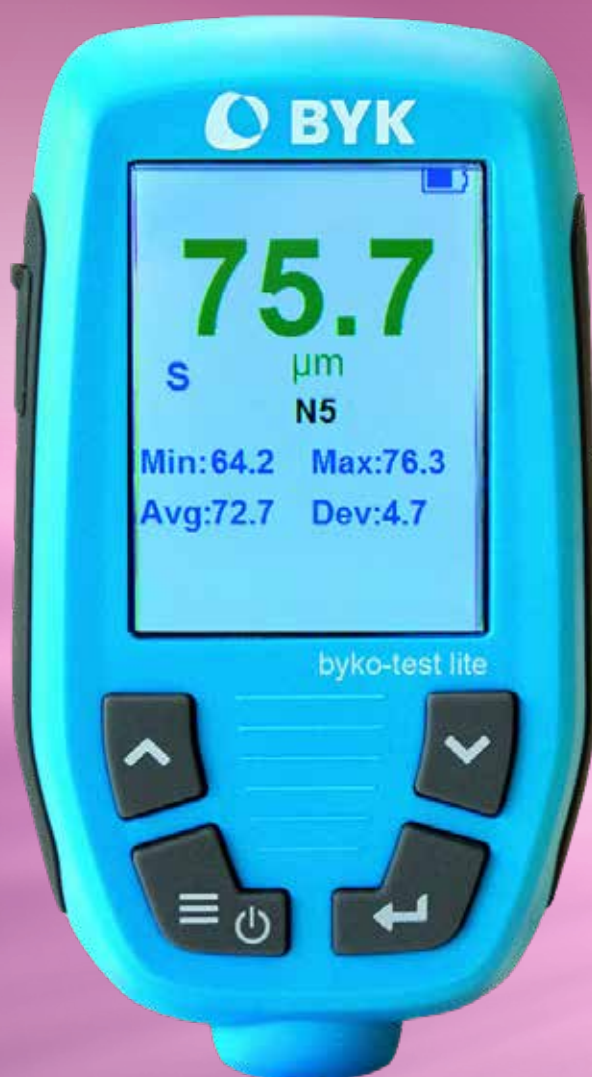 BYK
75.7
µm
S
N5
Min:64.2 Max:76.3
Avg:72.7 Dev:4.7
byko-test lite